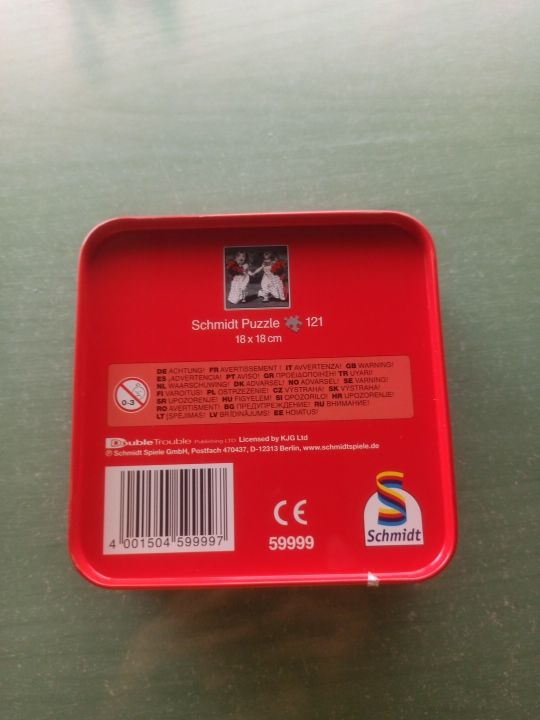 Schmidt Puzzle 121
18 x 18 cm
0-3
DE ACHTUNG! FR AVERTISSEMENT ! IT AVVERTENZA! GB WARNING!
ES ¡ADVERTENCIA! PT AVISO! GR ΠΡΟΕΙΔΟΠΟΙΗΣΗ! TR UYARI!
NL WAARSCHUWING! DK ADVARSEL! NO ADVARSEL! SE VARNING!
FI VAROITUS! PL OSTRZEŻENIE! CZ VÝSTRAHA! SK VÝSTRAHA!
SR UPOZORENJE! HU FIGYELEM! SI OPOZORILO! HR UPOZORENJE!
RO AVERTISMENT! BG ПРЕДУПРЕЖДЕНИЕ! RU ВНИМАНИЕ!
LT ĮSPĖJIMAS! LV BRĪDINĀJUMS! EE HOIATUS!
DoubleTrouble Publishing LTD Licensed by KJG Ltd
℗ Schmidt Spiele GmbH, Postfach 470437, D-12313 Berlin, www.schmidtspiele.de
4 001504 599997
CE
59999
Schmidt